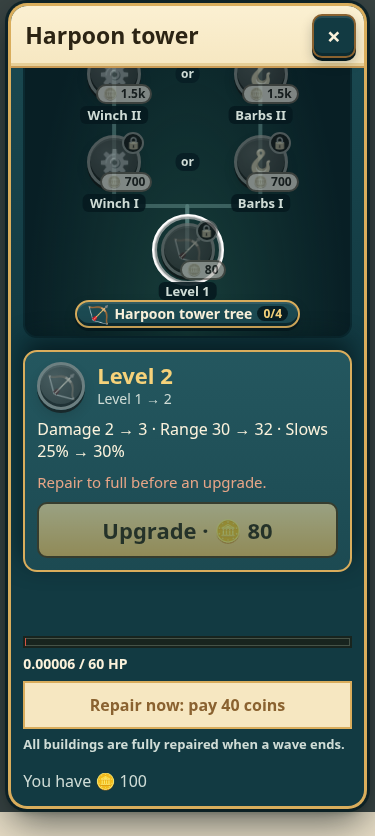 Harpoon tower
×
or
1.5k
1.5k
Winch II
Barbs II
or
700
700
Winch I
Barbs I
80
Level 1
Harpoon tower tree 0/4
Level 2
Level 1 → 2
Damage 2 → 3 · Range 30 → 32 · Slows
25% → 30%
Repair to full before an upgrade.
Upgrade · 80
0.00006 / 60 HP
Repair now: pay 40 coins
All buildings are fully repaired when a wave ends.
You have 100